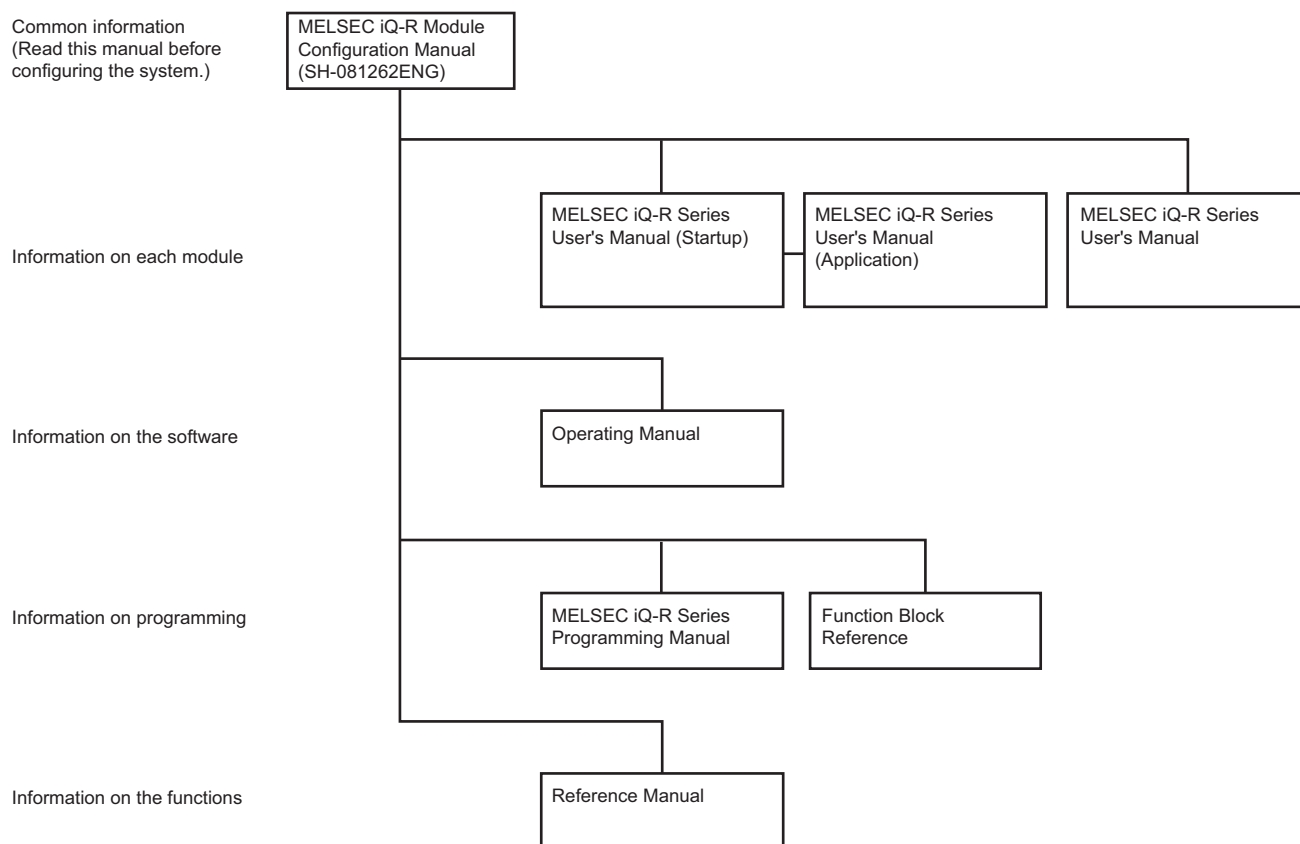 Common information
(Read this manual before
configuring the system.)
MELSEC iQ-R Module
Configuration Manual
(SH-081262ENG)
Information on each module
MELSEC iQ-R Series
User's Manual (Startup)
MELSEC iQ-R Series
User's Manual
(Application)
MELSEC iQ-R Series
User's Manual
Information on the software
Operating Manual
Information on programming
MELSEC iQ-R Series
Programming Manual
Function Block
Reference
Information on the functions
Reference Manual